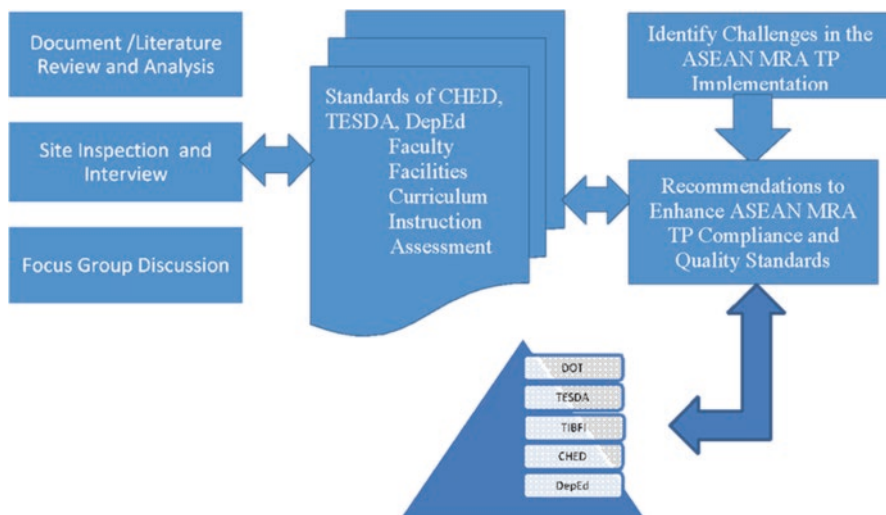 Document /Literature
Review and Analysis
Site Inspection and
Interview
Focus Group Discussion
Standards of CHED,
TESDA, DepEd
Faculty
Facilities
Curriculum
Instruction
Assessment
Identify Challenges in the
ASEAN MRA TP
Implementation
Recommendations to
Enhance ASEAN MRA
TP Compliance and
Quality Standards
DOT
TESDA
TIBFI
CHED
DepEd